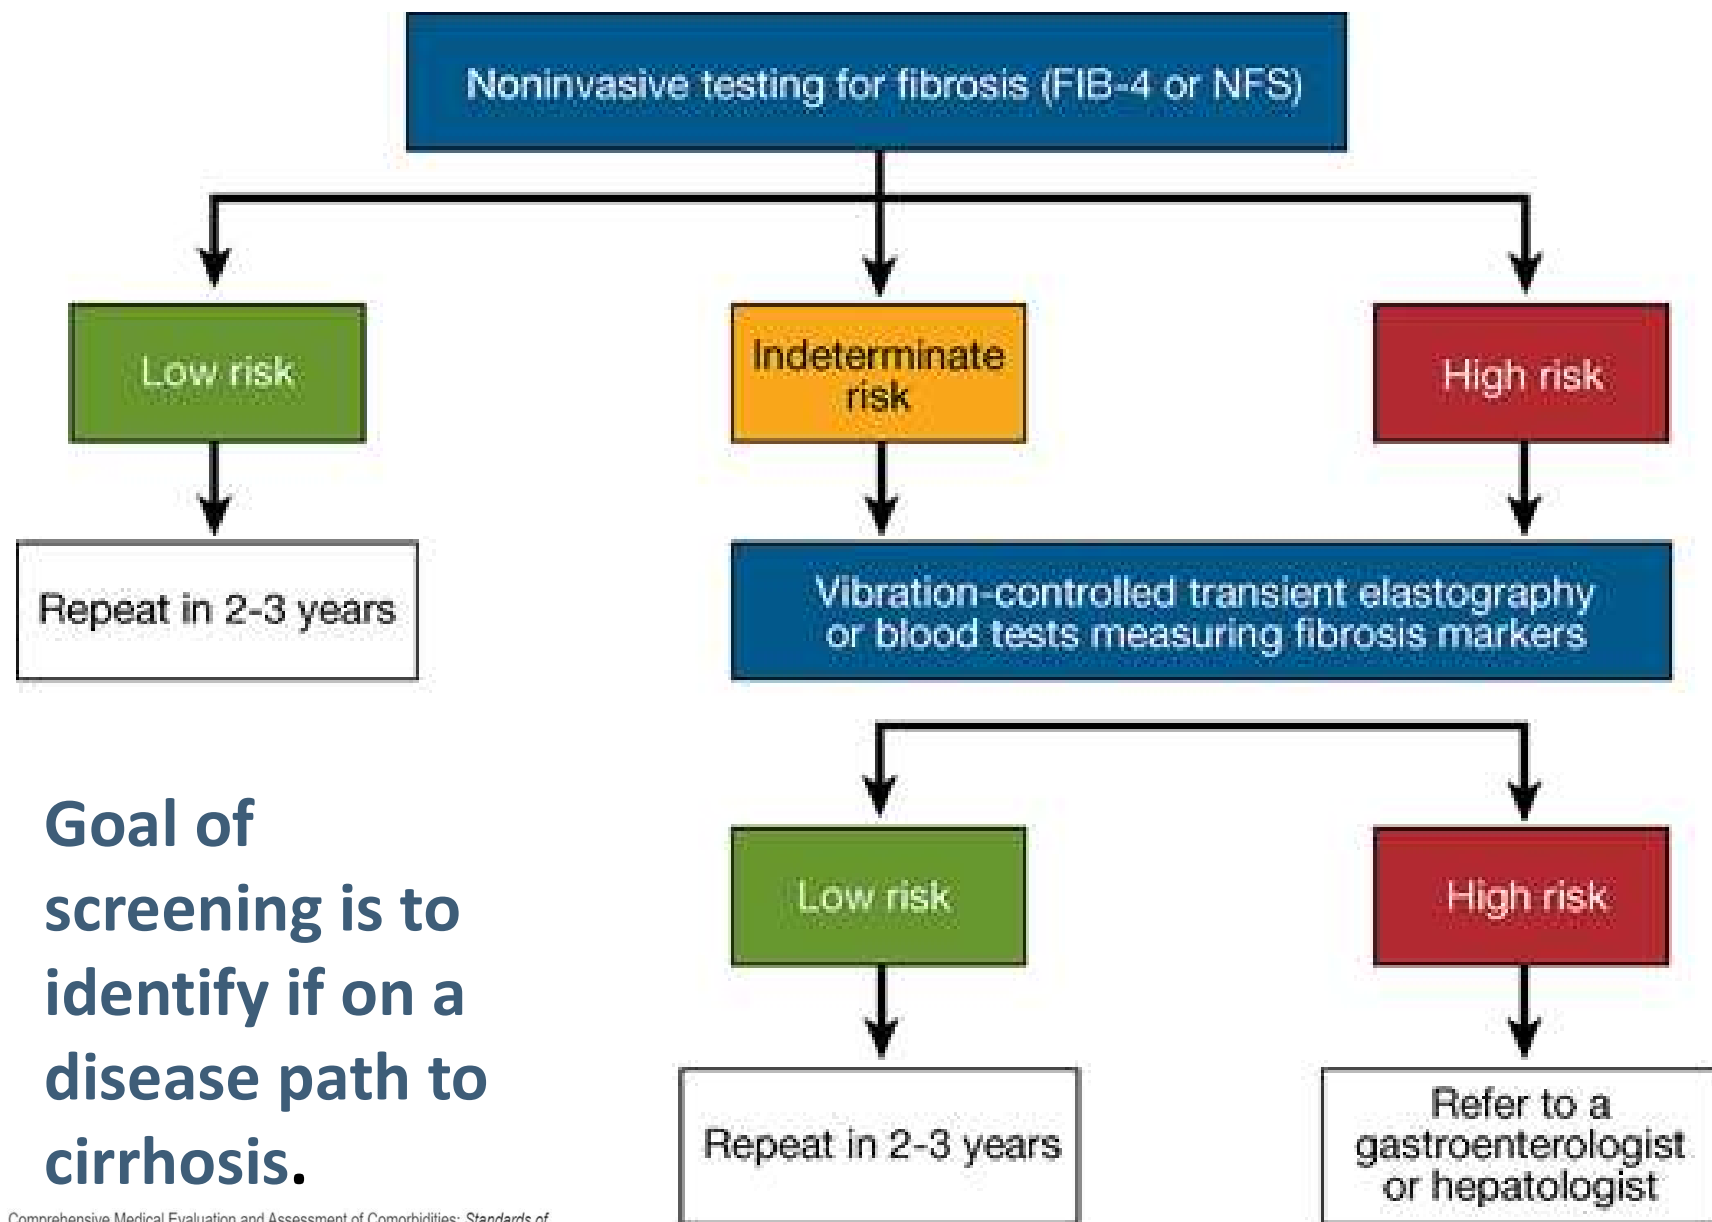 Noninvasive testing for fibrosis (FIB-4 or NFS)
Low risk
Indeterminate
risk
High risk
Repeat in 2-3 years
Vibration-controlled transient elastography
or blood tests measuring fibrosis markers
Goal of
screening is to
identify if on a
disease path to
cirrhosis.
Low risk
High risk
Repeat in 2-3 years
Refer to a
gastroenterologist
or hepatologist
Comprehensive Medical Evaluation and Assessment of Comorbidities: Standards of